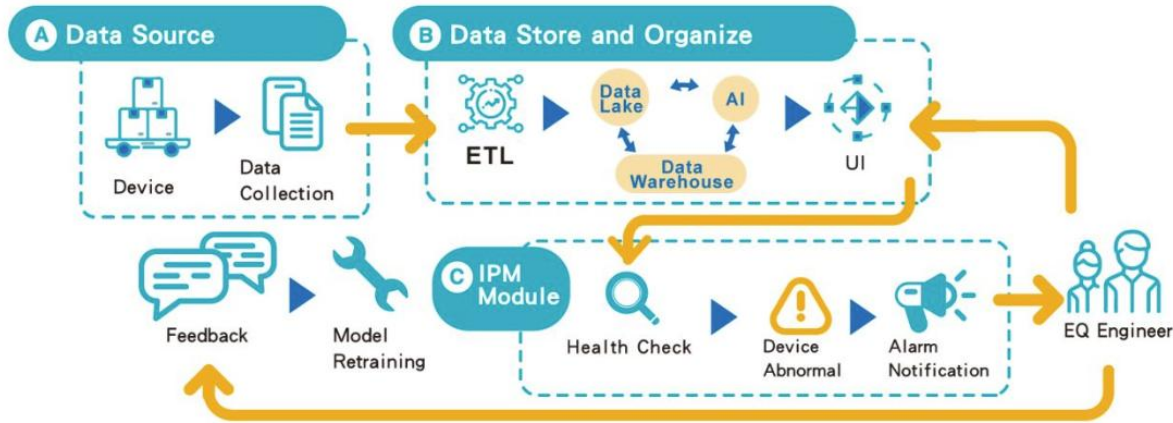 A Data Source
B Data Store and Organize
Device
Data
Collection
ETL
Data
Lake
AI
Data
Warehouse
UI
Feedback
Model
Retraining
C IPM
Module
Health Check
Device
Abnormal
Alarm
Notification
EQ Engineer